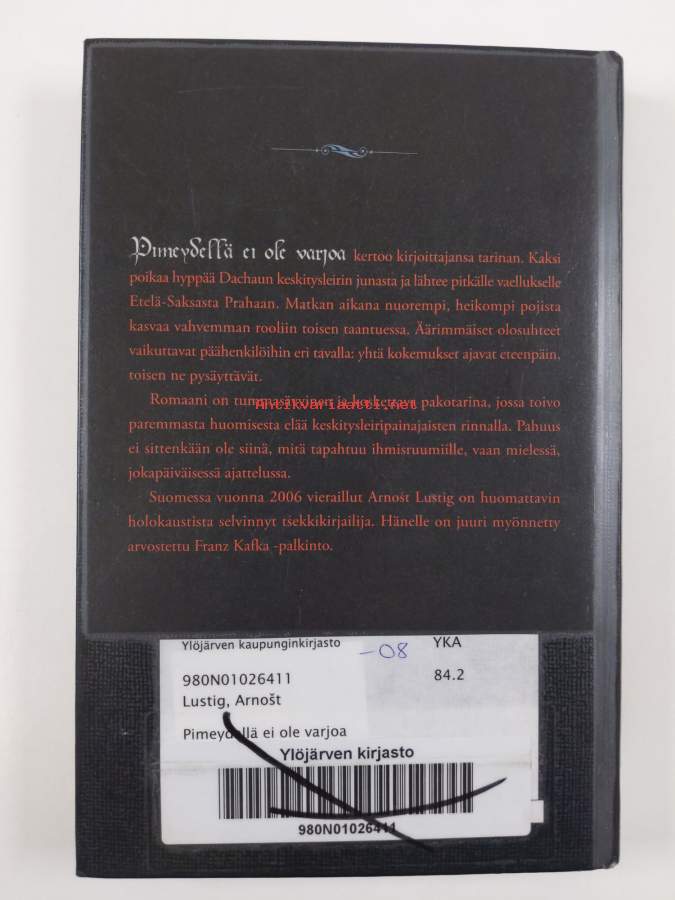 Pimeydellä ei ole varjoa kertoo kirjoittajansa tarinan. Kaksi
poikaa hyppää Dachaun keskitysleirin junasta ja lähtee pitkälle vaellukselle
Etelä-Saksasta Prahaan. Matkan aikana nuorempi, heikompi pojista
kasvaa vahvemman rooliin toisen taantuessa. Äärimmäiset olosuhteet
vaikuttavat päähenkilöihin eri tavalla: yhtä kokemukset ajavat eteenpäin,
toisen ne pysäyttävät.
Romaani on tummasävyinen ja koskettava pakotarina, jossa toivo
Antikvariaatti.net
paremmasta huomisesta elää keskitysleiripainajaisten rinnalla. Pahuus
ei sittenkään ole siinä, mitä tapahtuu ihmisruumiille, vaan mielessä,
jokapäiväisessä ajattelussa.
Suomessa vuonna 2006 vieraillut Arnošt Lustig on huomattavin
holokaustista selvinnyt tšekkikirjailija. Hänelle on juuri myönnetty
arvostettu Franz Kafka -palkinto.
Ylöjärven kaupunginkirjasto -08 YKA
980N01026411 84.2
Lustig, Arnošt
Pimeydellä ei ole varjoa
Ylöjärven kirjasto
980N01026411